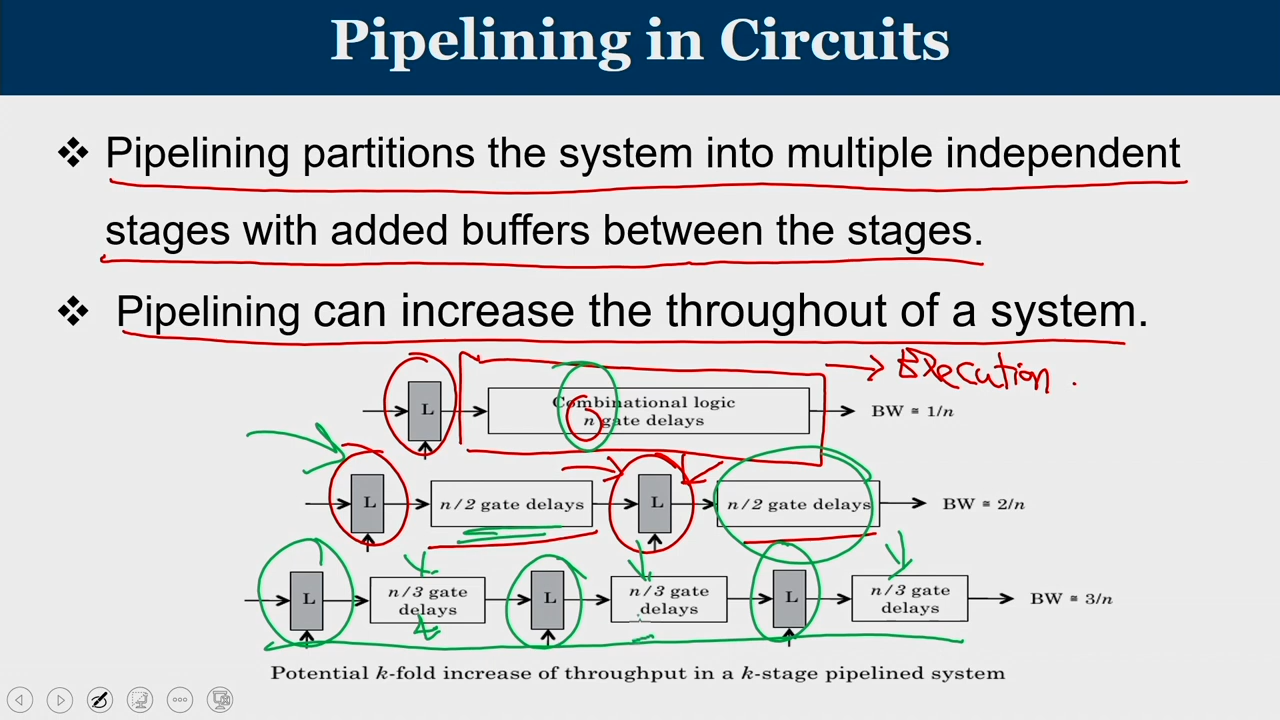 Pipelining in Circuits
❖ Pipelining partitions the system into multiple independent
stages with added buffers between the stages.
❖ Pipelining can increase the throughout of a system.
Execution.
L Combinational logic BW ≅ 1/n
n gate delays
L n/2 gate delays L n/2 gate delays BW ≅ 2/n
L n/3 gate L n/3 gate L n/3 gate BW ≅ 3/n
delays delays delays
Potential k-fold increase of throughput in a k-stage pipelined system